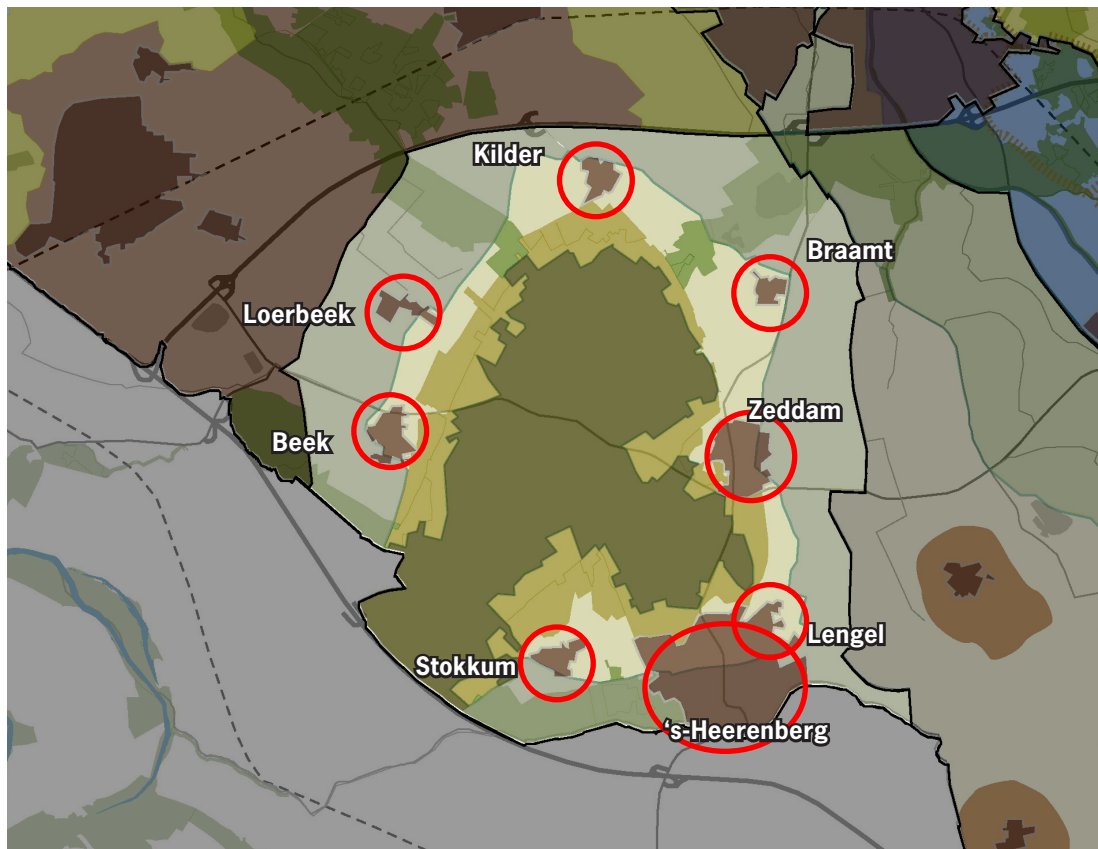 Kilder
Braamt
Loerbeek
Zeddam
Beek
Lengel
Stokkum
‘s-Heerenberg